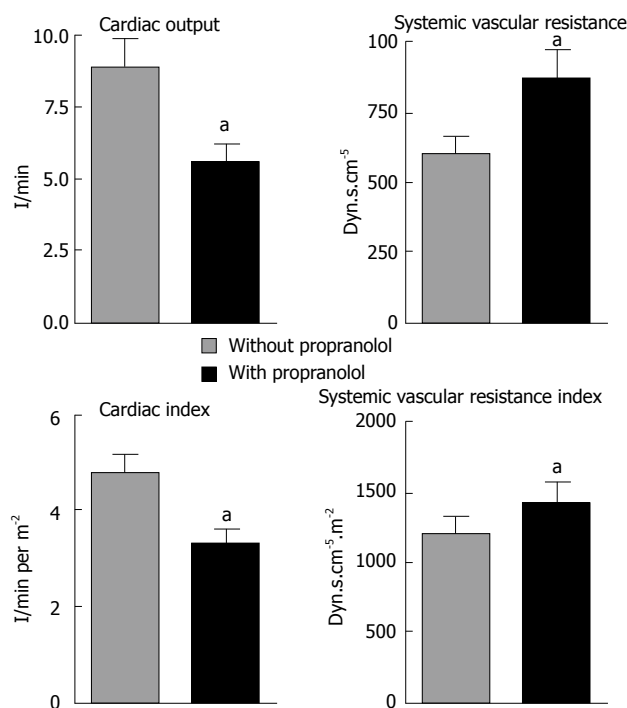 Cardiac output
10.0
7.5
5.0
2.5
0.0
I/min
a
Systemic vascular resistance
100
750
500
250
0
Dyn.s.cm-5
a
Without propranolol
With propranolol
Cardiac index
6
4
2
0
I/min per m-2
a
Systemic vascular resistance index
2000
1500
1000
500
0
Dyn.s.cm-5.m-2
a